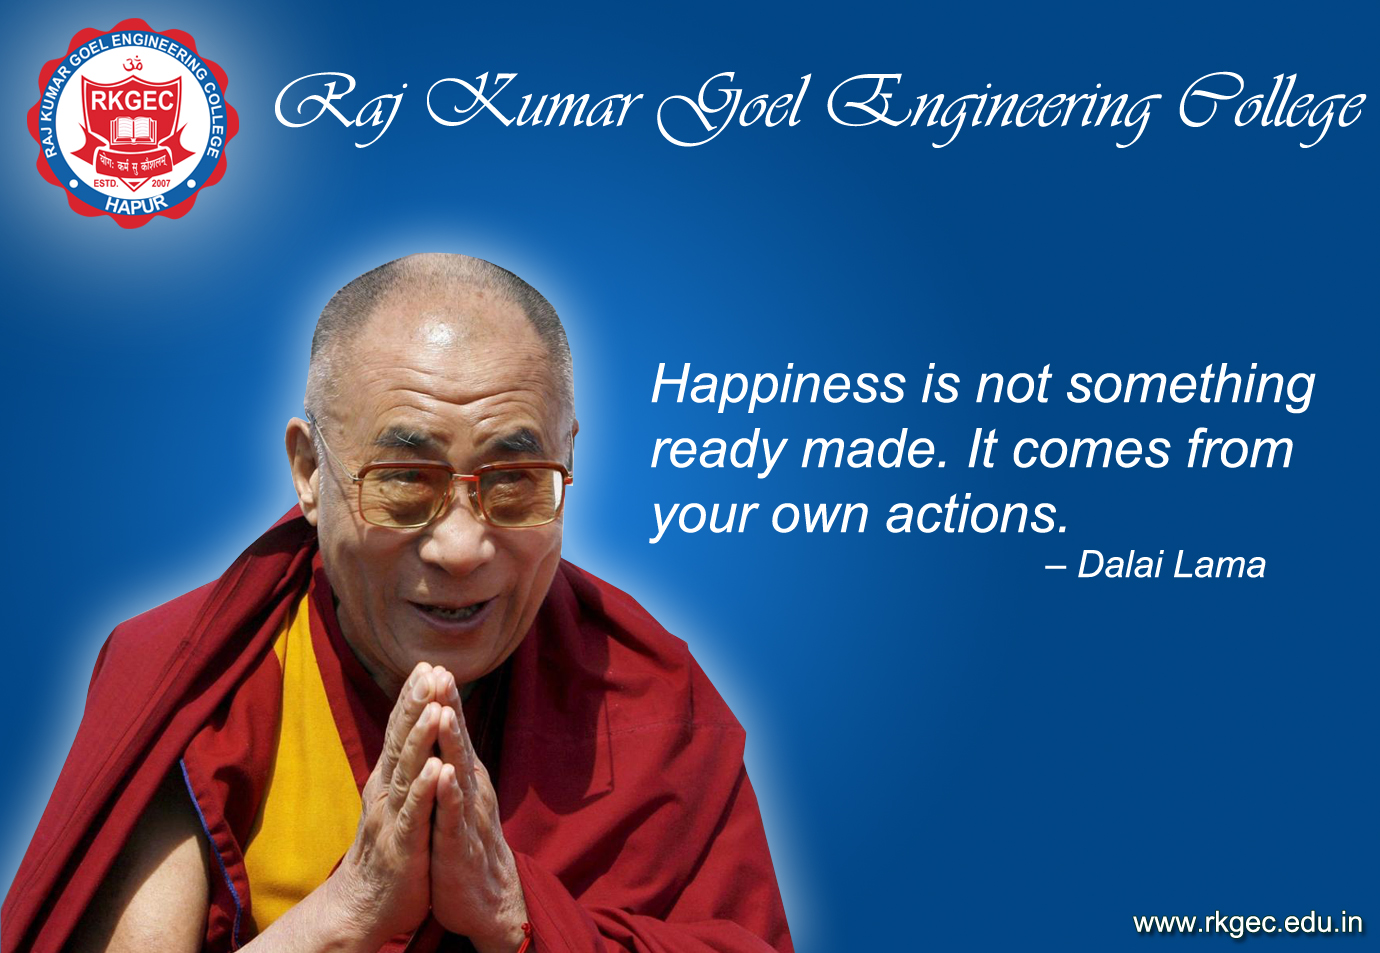 RAJ KUMAR GOEL ENGINEERING COLLEGE
ॐ
RKGEC
योगः कर्म सु कौशलम्
ESTD. 2007
HAPUR
Raj Kumar Goel Engineering College
Happiness is not something
ready made. It comes from
your own actions.
– Dalai Lama
www.rkgec.edu.in